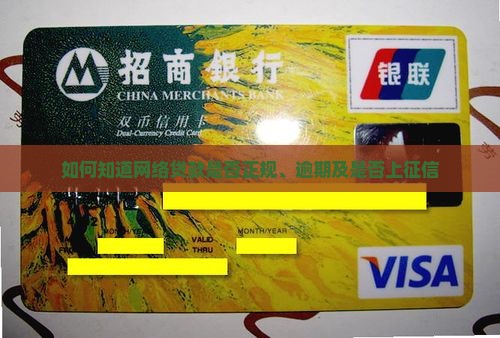 招商银行
CHINA MERCHANTS BANK
银联
双币信用卡
Dual-Currency Credit Card
如何知道网络贷款是否正规、逾期及是否上征信
MONTH/YEAR
MONTH/YEAR
VALID
THRU
VISA